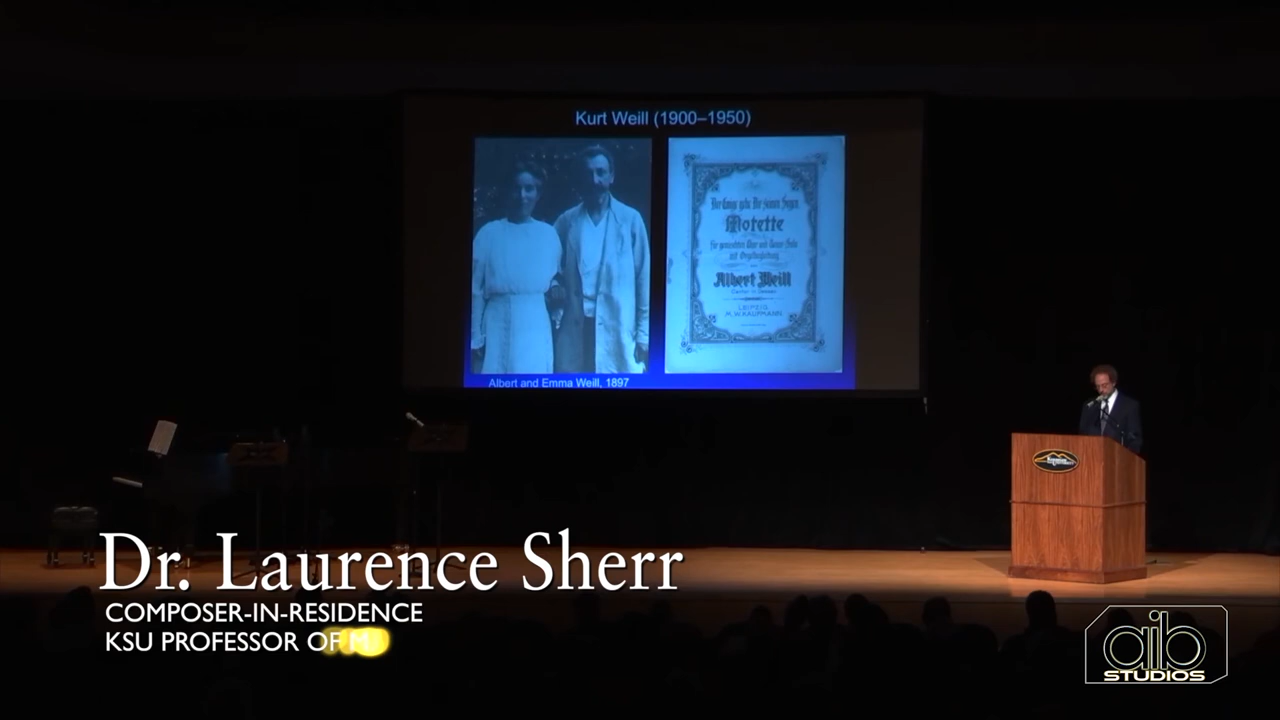 Kurt Weill (1900–1950)
Motette
Albert Weill
LEIPZIG
M.W.KAUFMANN
Albert and Emma Weill, 1897
Dr. Laurence Sherr
COMPOSER-IN-RESIDENCE
KSU PROFESSOR OF M
aib
STUDIOS